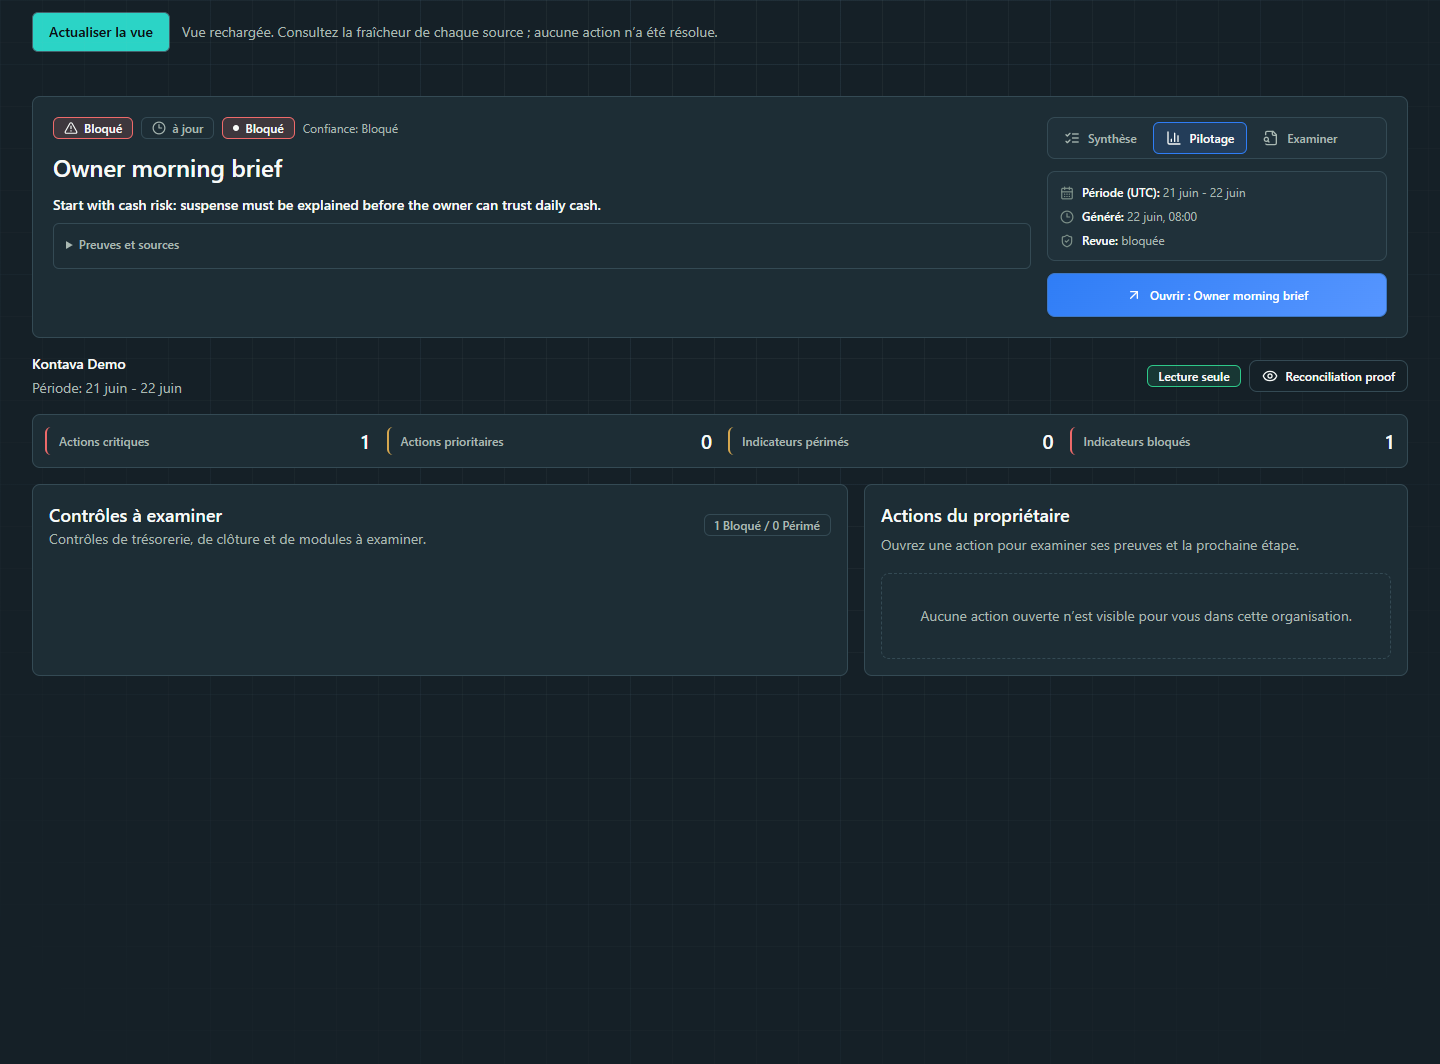 Actualiser la vue
Vue rechargée. Consultez la fraîcheur de chaque source ; aucune action n’a été résolue.
Bloqué
à jour
Bloqué
Confiance: Bloqué
Owner morning brief
Start with cash risk: suspense must be explained before the owner can trust daily cash.
Preuves et sources
Synthèse
Pilotage
Examiner
Période (UTC): 21 juin - 22 juin
Généré: 22 juin, 08:00
Revue: bloquée
Ouvrir : Owner morning brief
Kontava Demo
Période: 21 juin - 22 juin
Lecture seule
Reconciliation proof
Actions critiques 1
Actions prioritaires 0
Indicateurs périmés 0
Indicateurs bloqués 1
Contrôles à examiner
Contrôles de trésorerie, de clôture et de modules à examiner.
1 Bloqué / 0 Périmé
Actions du propriétaire
Ouvrez une action pour examiner ses preuves et la prochaine étape.
Aucune action ouverte n’est visible pour vous dans cette organisation.